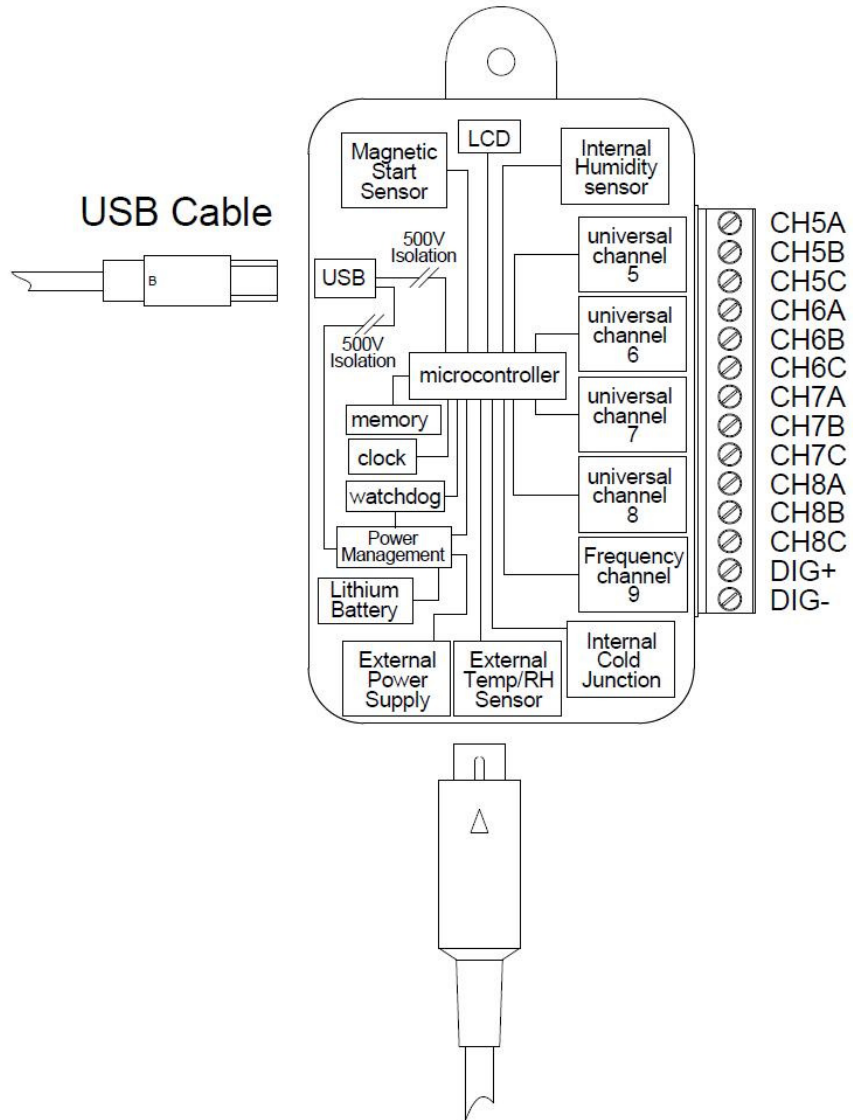 LCD
Magnetic
Start
Sensor
Internal
Humidity
sensor
USB Cable
B
500V
Isolation
USB
500V
Isolation
microcontroller
memory
clock
watchdog
Power
Management
Lithium
Battery
External
Power
Supply
External
Temp/RH
Sensor
Internal
Cold
Junction
universal
channel
5
universal
channel
6
universal
channel
7
universal
channel
8
Frequency
channel
9
CH5A
CH5B
CH5C
CH6A
CH6B
CH6C
CH7A
CH7B
CH7C
CH8A
CH8B
CH8C
DIG+
DIG-